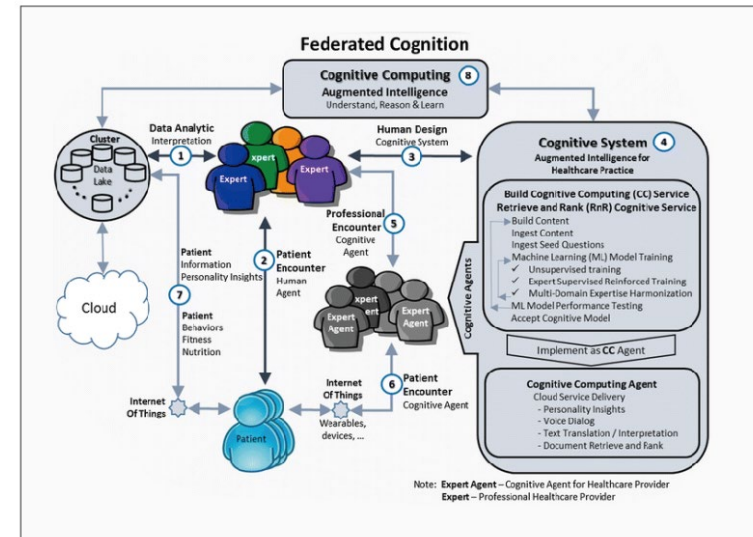 Federated Cognition
Cognitive Computing 8
Augmented Intelligence
Understand, Reason & Learn
Cluster
Data
Lake
Cloud
Data Analytic
Interpretation
1
Expert
xpert
Expert
Human Design
Cognitive System
3
Professional
Encounter
5
Cognitive
Agent
2
Patient
Encounter
Human
Agent
Patient
Information
Personality Insights
7
Patient
Behaviors
Fitness
Nutrition
Internet
Of Things
Patient
Internet
Of Things
Wearables,
devices, ...
Expert
Agent
xpert
Expert
Agent
6
Patient
Encounter
Cognitive Agent
Cognitive Agents
Cognitive System 4
Augmented Intelligence for
Healthcare Practice
Build Cognitive Computing (CC) Service
Retrieve and Rank (RnR) Cognitive Service
Build Content
Ingest Content
Ingest Seed Questions
Machine Learning (ML) Model Training
✓ Unsupervised training
✓ Expert Supervised Reinforced Training
✓ Multi-Domain Expertise Harmonization
ML Model Performance Testing
Accept Cognitive Model
Implement as CC Agent
Cognitive Computing Agent
Cloud Service Delivery
- Personality Insights
- Voice Dialog
- Text Translation / Interpretation
- Document Retrieve and Rank
Note: Expert Agent – Cognitive Agent for Healthcare Provider
Expert – Professional Healthcare Provider